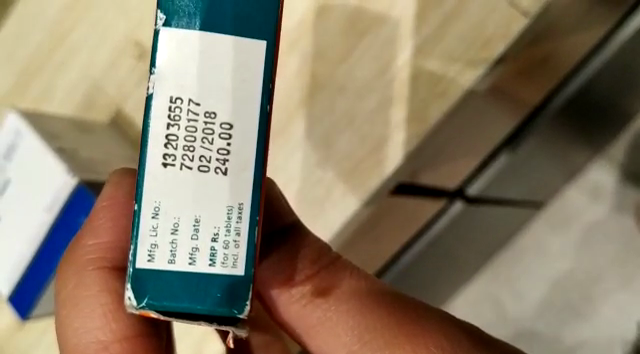 Mfg. Lic. No.: 13203655
Batch No.: 72800177
Mfg. Date: 02/2018
MRP Rs.: 240.00
(for 60 tablets)
Incl. of all taxes